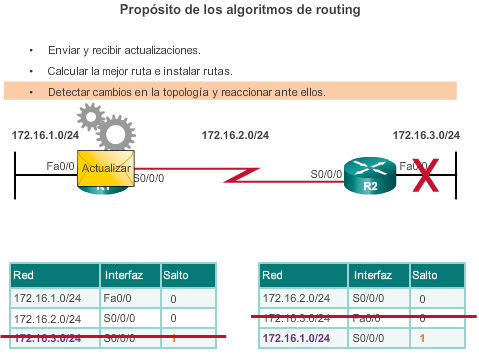 Propósito de los algoritmos de routing
• Enviar y recibir actualizaciones.
• Calcular la mejor ruta e instalar rutas.
• Detectar cambios en la topología y reaccionar ante ellos.
172.16.1.0/24 172.16.2.0/24 172.16.3.0/24
Fa0/0 Actualizar S0/0/0 S0/0/0 Fa0/0
R1 R2
Red Interfaz Salto
172.16.1.0/24 Fa0/0 0
172.16.2.0/24 S0/0/0 0
172.16.3.0/24 S0/0/0 1
Red Interfaz Salto
172.16.2.0/24 S0/0/0 0
172.16.3.0/24 Fa0/0 0
172.16.1.0/24 S0/0/0 1